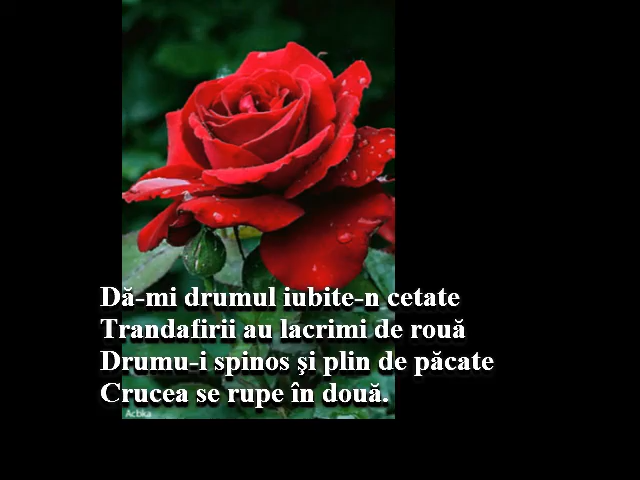 Dă-mi drumul iubite-n cetate
Trandafirii au lacrimi de rouă
Drumu-i spinos şi plin de păcate
Crucea se rupe în două.
Acbka